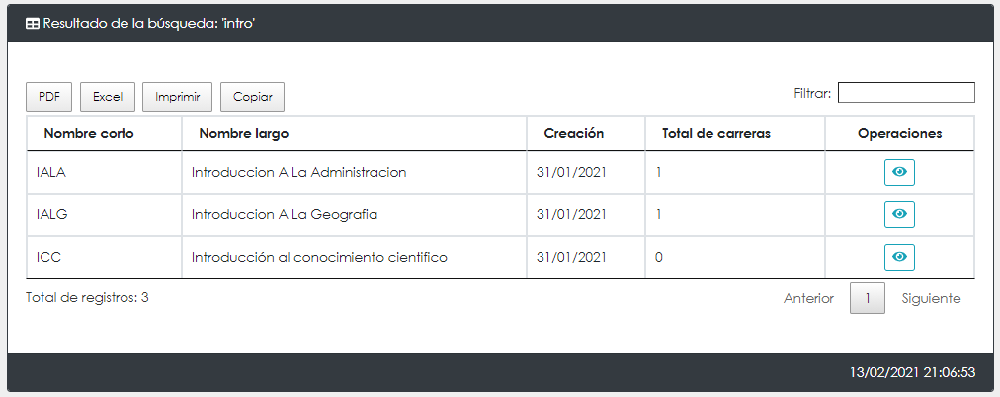 Resultado de la búsqueda: 'intro'
PDF Excel Imprimir Copiar Filtrar:
Nombre corto Nombre largo Creación Total de carreras Operaciones
IALA Introduccion A La Administracion 31/01/2021 1
IALG Introduccion A La Geografia 31/01/2021 1
ICC Introducción al conocimiento cientifico 31/01/2021 0
Total de registros: 3 Anterior 1 Siguiente
13/02/2021 21:06:53